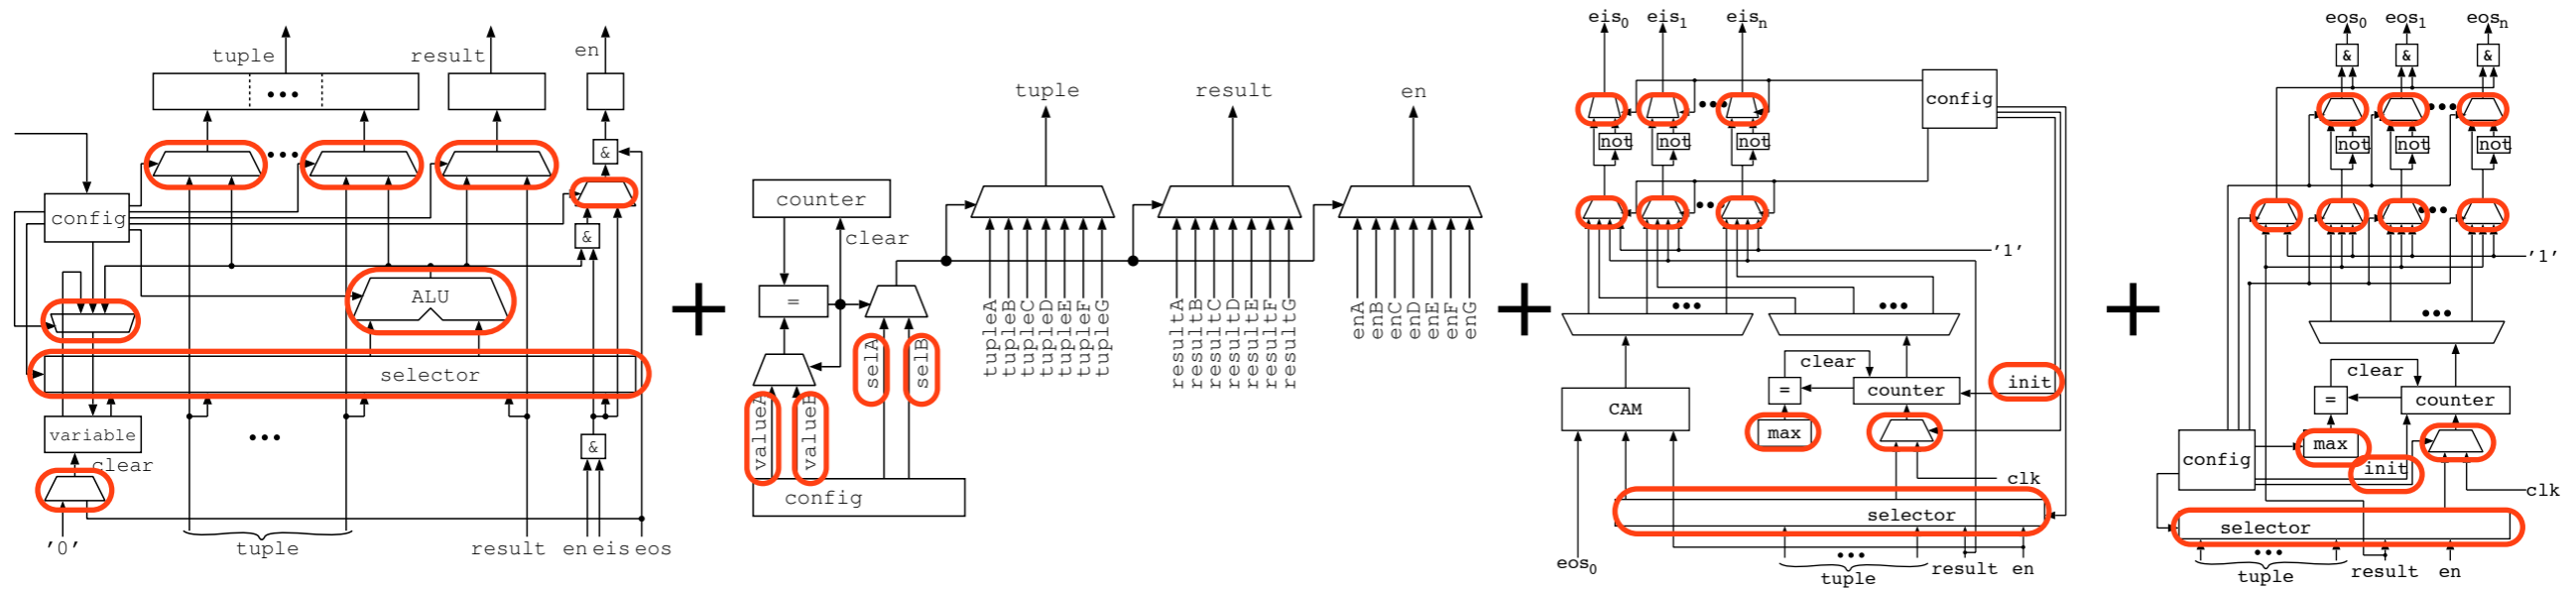 tuple
result
en
•••
&
•••
config
&
ALU
selector
variable
•••
&
clear
'0'
tuple
result
en
eis
eos
+
tuple
result
en
counter
clear
=
tupleA
tupleB
tupleC
tupleD
tupleE
tupleF
tupleG
resultA
resultB
resultC
resultD
resultE
resultF
resultG
enA
enB
enC
enD
enE
enF
enG
selA
selB
valueA
valueB
config
+
eis0
eis1
eisn
config
•••
not
not
not
•••
'1'
•••
•••
clear
init
=
counter
CAM
max
clk
selector
•••
eos0
tuple
result
en
+
eos0
eos1
eosn
&
&
&
•••
not
not
not
•••
'1'
•••
clear
=
counter
max
config
init
clk
selector
•••
tuple
result
en